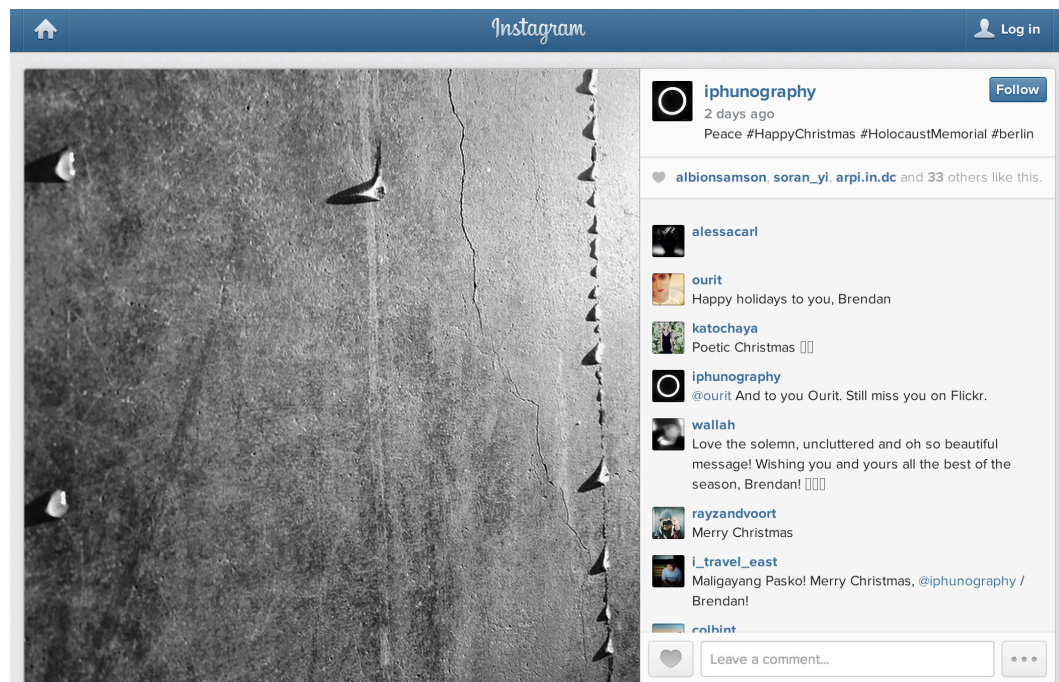 Instagram
Log in
iphunography
Follow
2 days ago
Peace #HappyChristmas #HolocaustMemorial #berlin
albionsamson, soran_yi, arpi.in.dc and 33 others like this.
alessacarl
ourit
Happy holidays to you, Brendan
katochaya
Poetic Christmas
iphunography
@ourit And to you Ourit. Still miss you on Flickr.
wallah
Love the solemn, uncluttered and oh so beautiful
message! Wishing you and yours all the best of the
season, Brendan!
rayzandvoort
Merry Christmas
i_travel_east
Maligayang Pasko! Merry Christmas, @iphunography /
Brendan!
colbint
Leave a comment...